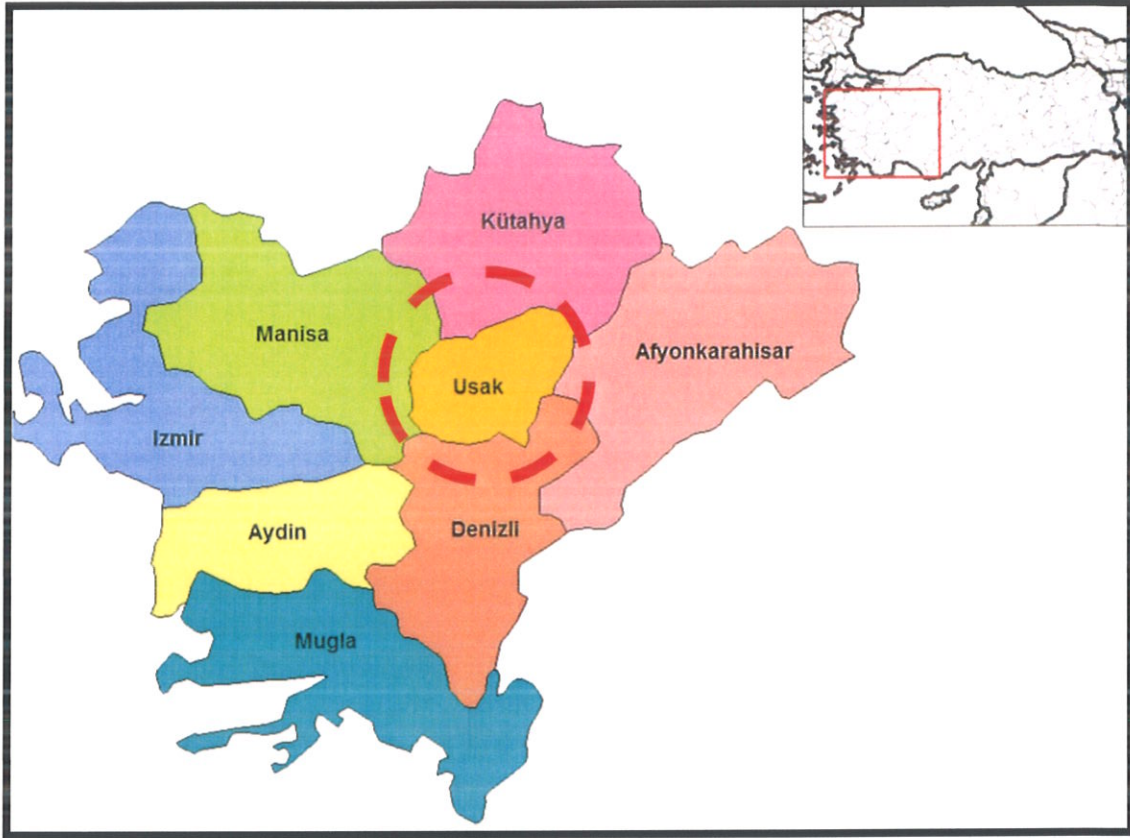 Kütahya
Manisa
Afyonkarahisar
Usak
Izmir
Aydin
Denizli
Mugla